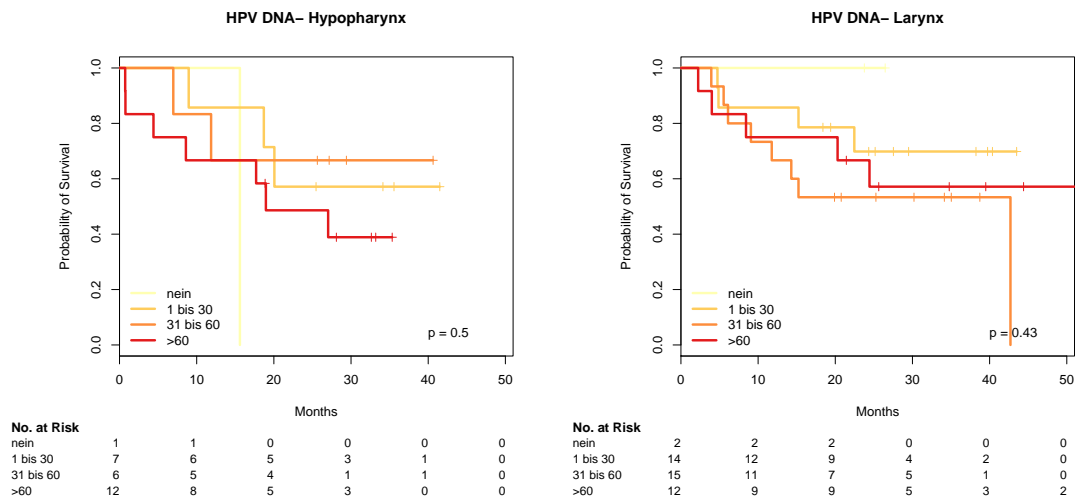 HPV DNA− Hypopharynx
Probability of Survival
1.0
0.8
0.6
0.4
0.2
0.0
nein
1 bis 30
31 bis 60
>60
p = 0.5
0 10 20 30 40 50
Months
No. at Risk
nein 1 1 0 0 0 0
1 bis 30 7 6 5 3 1 0
31 bis 60 6 5 4 1 1 0
>60 12 8 5 3 0 0
HPV DNA− Larynx
Probability of Survival
1.0
0.8
0.6
0.4
0.2
0.0
nein
1 bis 30
31 bis 60
>60
p = 0.43
0 10 20 30 40 50
Months
No. at Risk
nein 2 2 2 0 0 0
1 bis 30 14 12 9 4 2 0
31 bis 60 15 11 7 5 1 0
>60 12 9 9 5 3 2